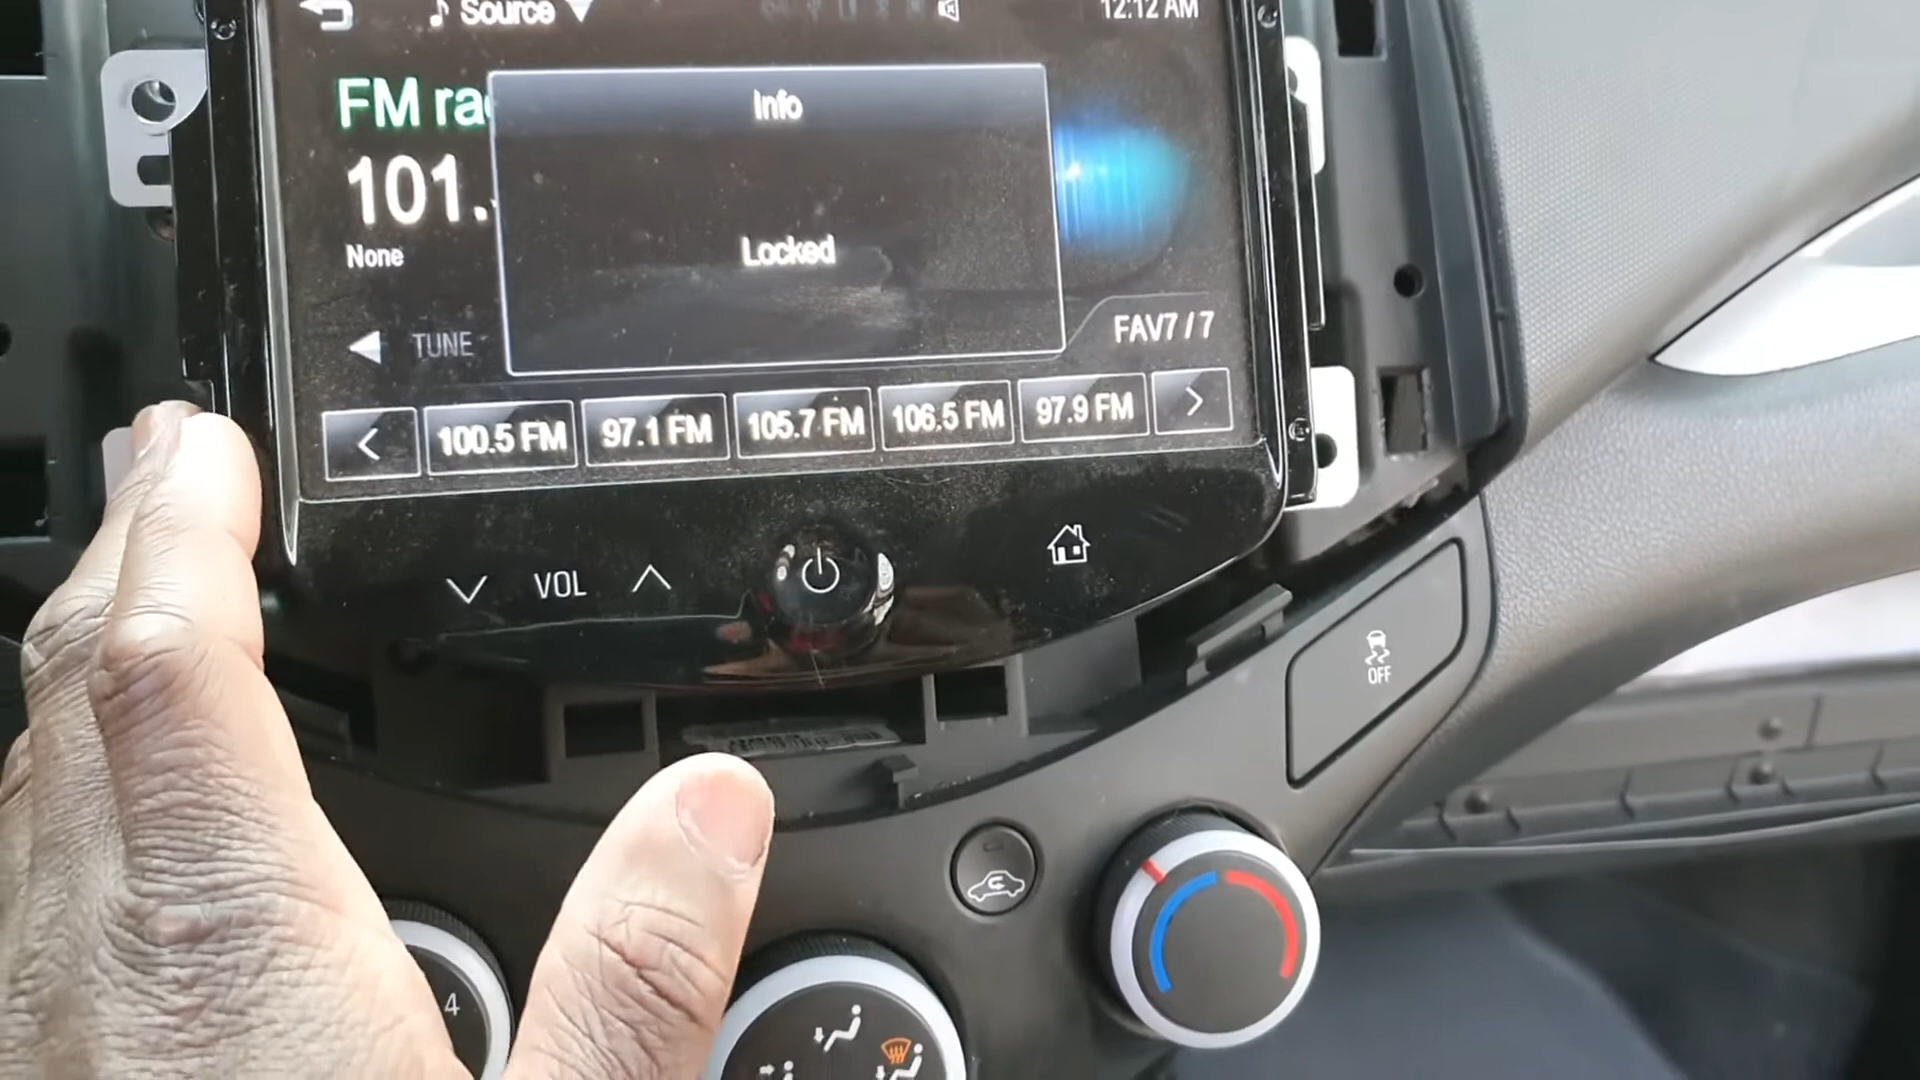 Source
12:12 AM
FM ra
Info
101.
None
Locked
TUNE
FAV7 / 7
100.5 FM
97.1 FM
105.7 FM
106.5 FM
97.9 FM
VOL
OFF
4